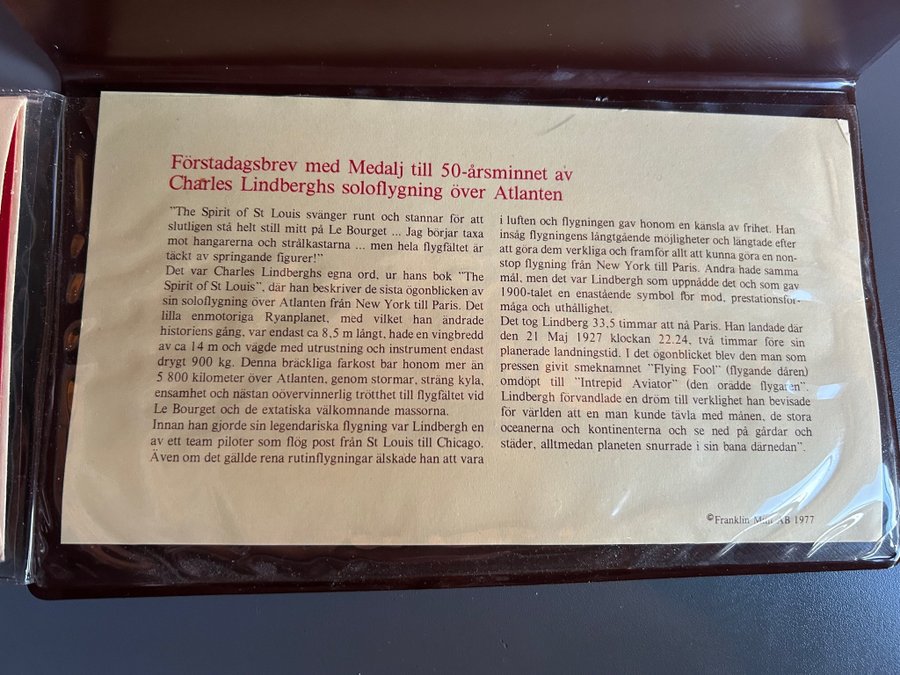 Förstadagsbrev med Medalj till 50-årsminnet av
Charles Lindberghs soloflygning över Atlanten
"The Spirit of St Louis svänger runt och stannar för att
slutligen stå helt still mitt på Le Bourget ... Jag börjar taxa
mot hangarerna och strålkastarna ... men hela flygfältet är
täckt av springande figurer!"
Det var Charles Lindberghs egna ord, ur hans bok "The
Spirit of St Louis", där han beskriver de sista ögonblicken av
sin soloflygning över Atlanten från New York till Paris. Det
lilla enmotoriga Ryanplanet, med vilket han ändrade
historiens gång, var endast ca 8,5 m långt, hade en vingbredd
av ca 14 m och vägde med utrustning och instrument endast
drygt 900 kg. Denna bräckliga farkost bar honom mer än
5 800 kilometer över Atlanten, genom stormar, sträng kyla,
ensamhet och nästan oövervinnerlig trötthet till flygfältet vid
Le Bourget och de extatiska välkomnande massorna.
Innan han gjorde sin legendariska flygning var Lindbergh en
av ett team piloter som flög post från St Louis till Chicago.
Även om det gällde rena rutinflygningar älskade han att vara
i luften och flygningen gav honom en känsla av frihet. Han
insåg flygningens långtgående möjligheter och längtade efter
att göra dem verkliga och framför allt att kunna göra en non-
stop flygning från New York till Paris. Andra hade samma
mål, men det var Lindbergh som uppnådde det och som gav
1900-talet en enastående symbol för mod, prestationsför-
måga och uthållighet.
Det tog Lindberg 33,5 timmar att nå Paris. Han landade där
den 21 Maj 1927 klockan 22.24, två timmar före sin
planerade landningstid. I det ögonblicket blev den man som
pressen givit smeknamnet "Flying Fool" (flygande dåren)
omdöpt till "Intrepid Aviator" (den orädde flygaren".
Lindbergh förvandlade en dröm till verklighet han bevisade
för världen att en man kunde tävla med månen, de stora
oceanerna och kontinenterna och se ned på gårdar och
städer, alltmedan planeten snurrade i sin bana därnedan".
©Franklin Mint AB 1977